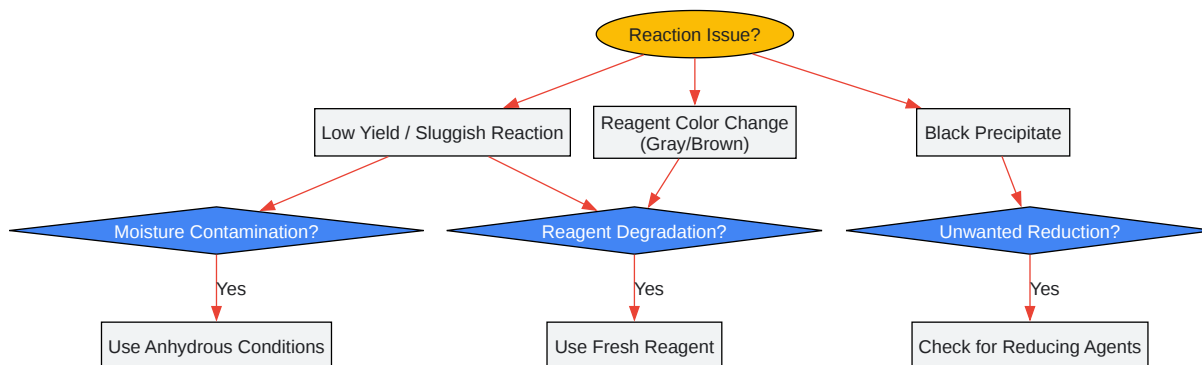 Reaction Issue?
Low Yield / Sluggish Reaction
Reagent Color Change
(Gray/Brown)
Black Precipitate
Moisture Contamination?
Reagent Degradation?
Unwanted Reduction?
Yes
Yes
Yes
Use Anhydrous Conditions
Use Fresh Reagent
Check for Reducing Agents